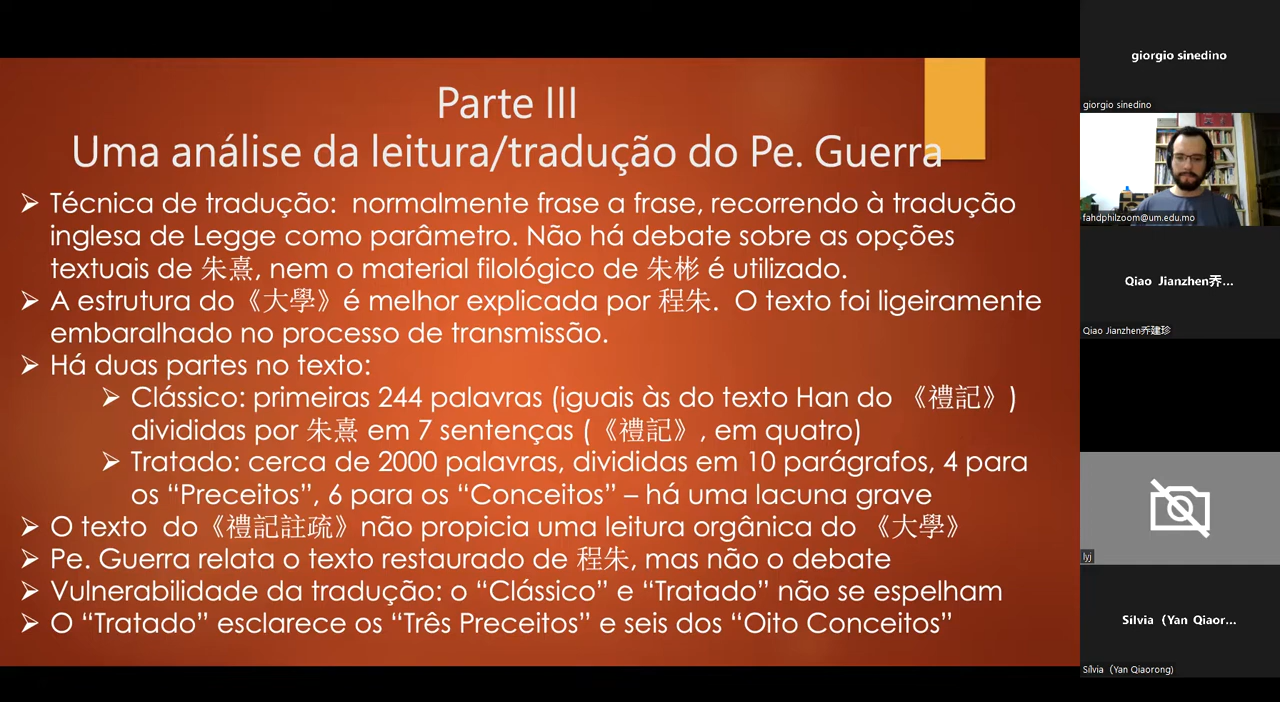 Parte III
Uma análise da leitura/tradução do Pe. Guerra
➢ Técnica de tradução:  normalmente frase a frase, recorrendo à tradução
inglesa de Legge como parâmetro. Não há debate sobre as opções
textuais de 朱熹, nem o material filológico de 朱彬 é utilizado.
➢ A estrutura do《大學》é melhor explicada por 程朱.  O texto foi ligeiramente
embaralhado no processo de transmissão.
➢ Há duas partes no texto:
➢ Clássico: primeiras 244 palavras (iguais às do texto Han do 《禮記》)
divididas por 朱熹 em 7 sentenças (《禮記》, em quatro)
➢ Tratado: cerca de 2000 palavras, divididas em 10 parágrafos, 4 para
os “Preceitos”, 6 para os “Conceitos” – há uma lacuna grave
➢ O texto  do《禮記註疏》não propicia uma leitura orgânica do 《大學》
➢ Pe. Guerra relata o texto restaurado de 程朱, mas não o debate
➢ Vulnerabilidade da tradução: o “Clássico” e “Tratado” não se espelham
➢ O “Tratado” esclarece os “Três Preceitos” e seis dos “Oito Conceitos”
giorgio sinedino
giorgio sinedino
fahdphilzoom@um.edu.mo
Qiao Jianzhen乔...
Qiao Jianzhen乔建珍
lyj
Sílvia（Yan Qiaor...
Sílvia（Yan Qiaorong)